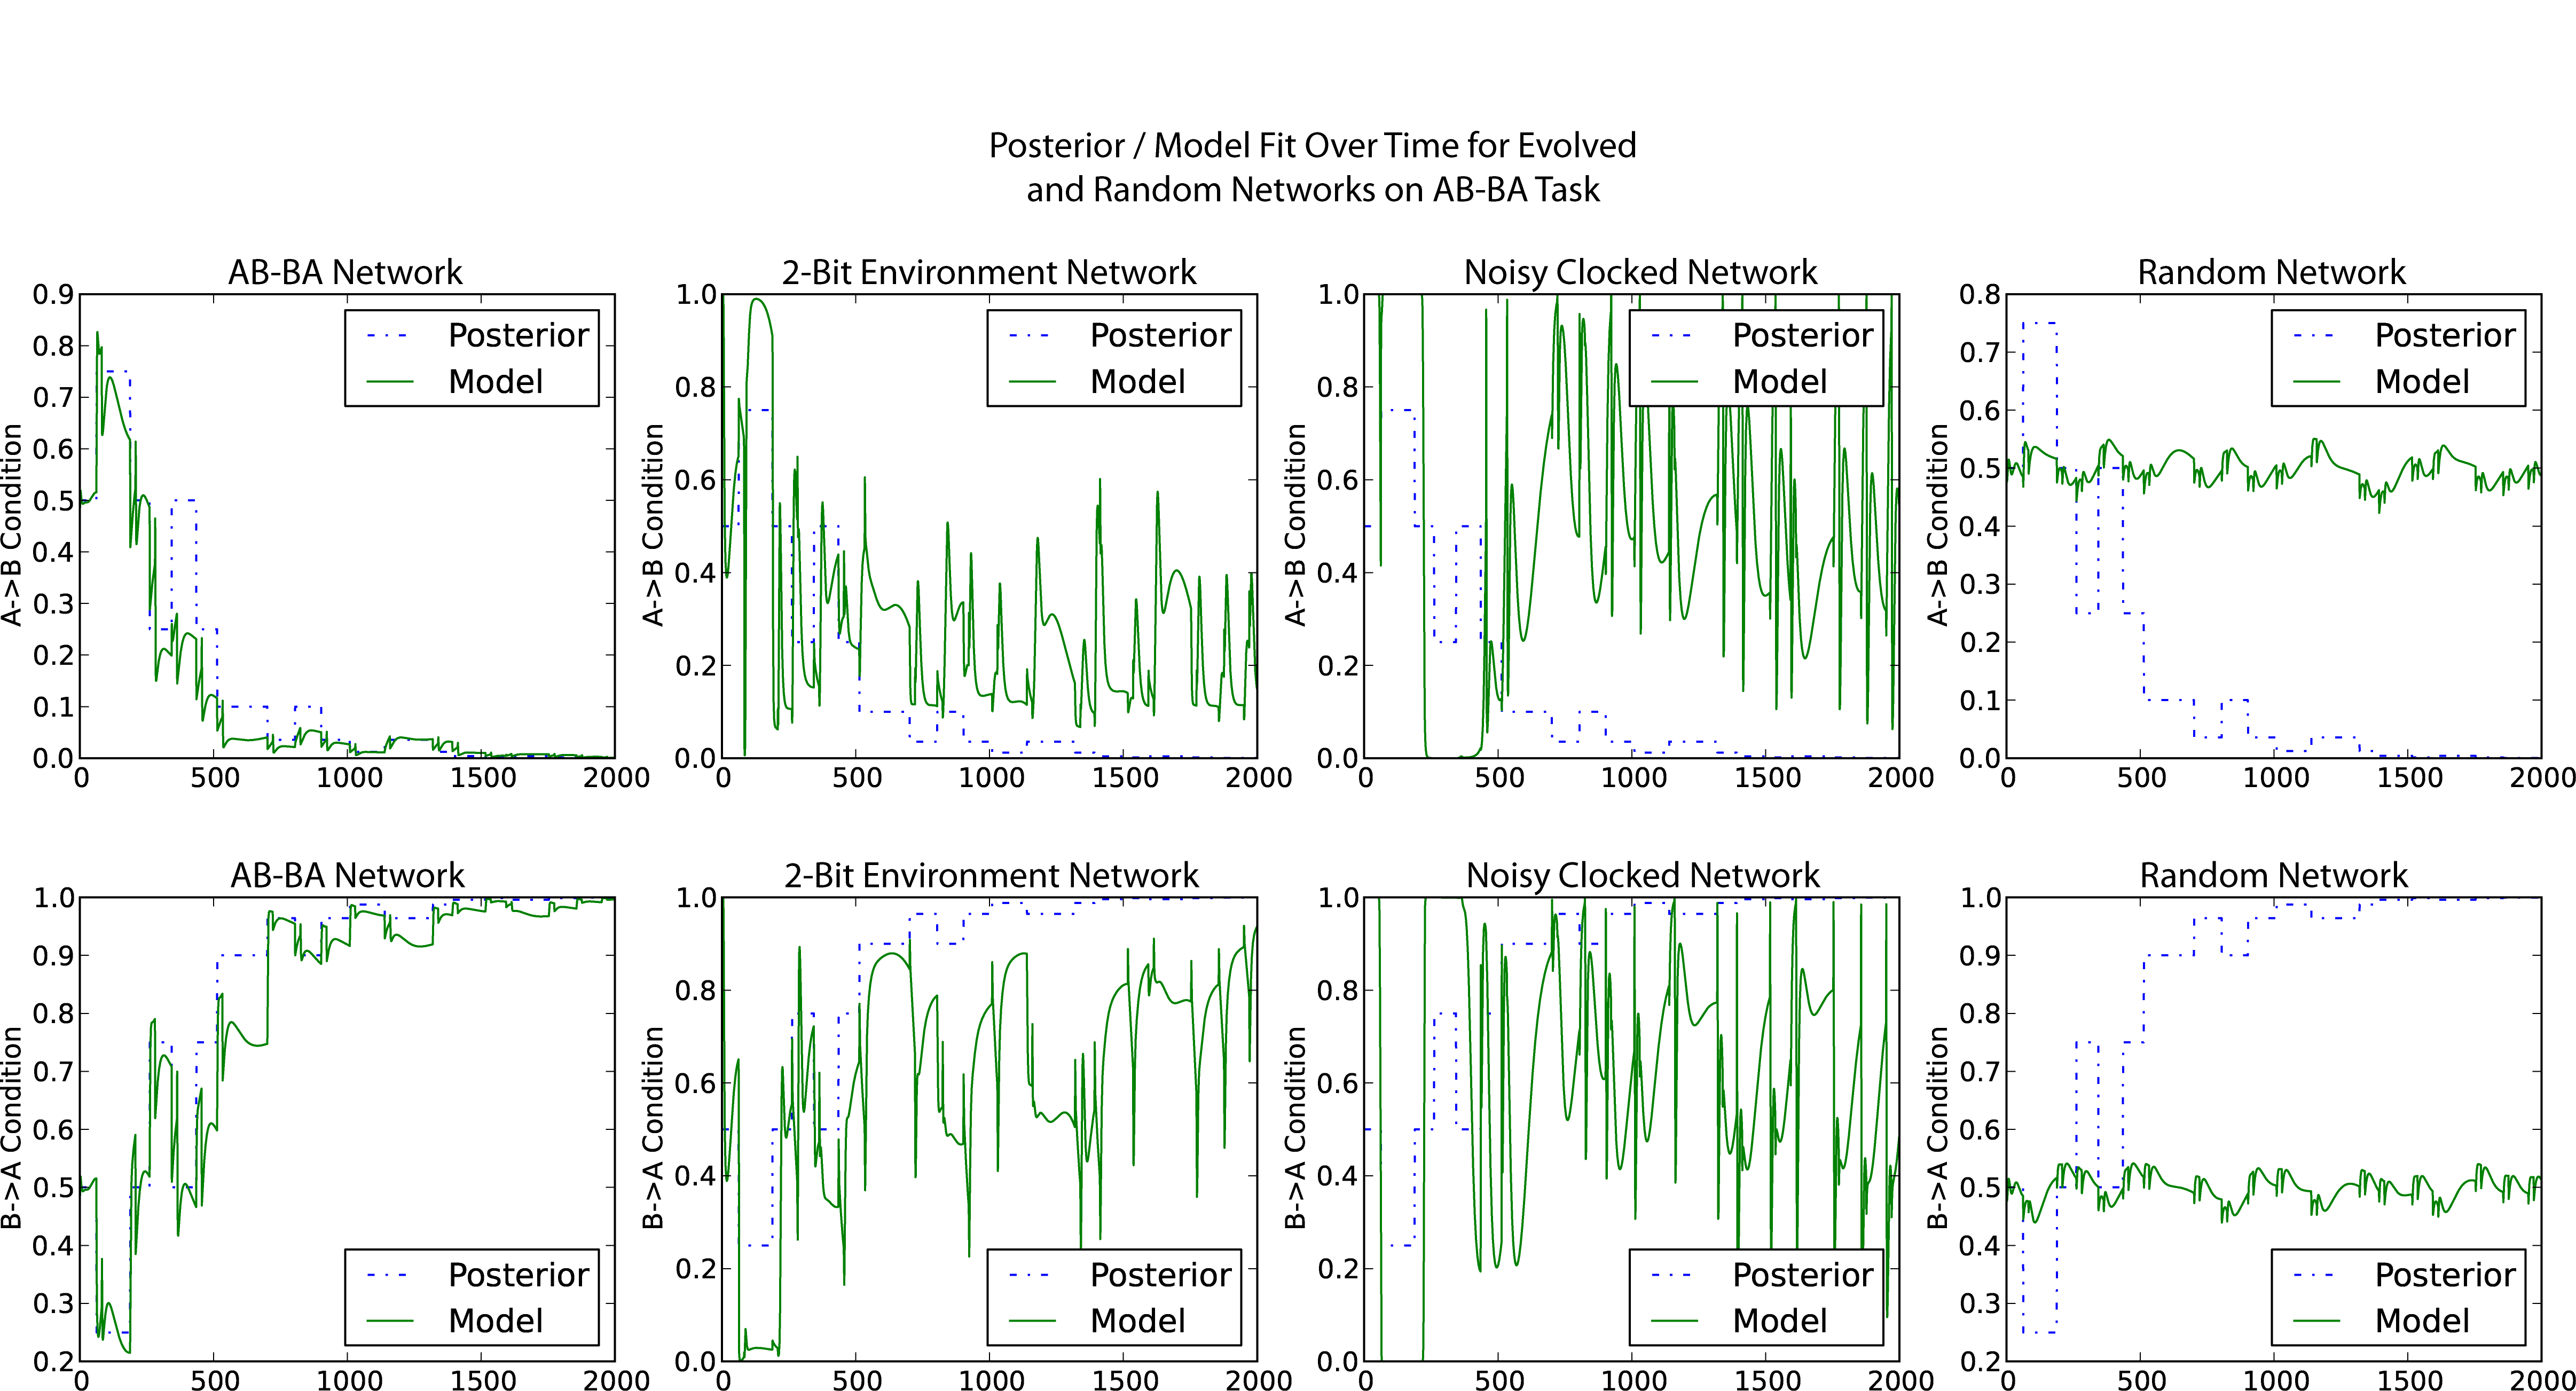 Posterior / Model Fit Over Time for Evolved
and Random Networks on AB-BA Task
AB-BA Network
0.9
0.8
0.7
0.6
0.5
0.4
0.3
0.2
0.1
0.0
A->B Condition
Posterior
Model
0 500 1000 1500 2000
2-Bit Environment Network
1.0
0.8
0.6
0.4
0.2
0.0
A->B Condition
Posterior
Model
0 500 1000 1500 2000
Noisy Clocked Network
1.0
0.8
0.6
0.4
0.2
0.0
A->B Condition
Posterior
Model
0 500 1000 1500 2000
Random Network
0.8
0.7
0.6
0.5
0.4
0.3
0.2
0.1
0.0
A->B Condition
Posterior
Model
0 500 1000 1500 2000
AB-BA Network
1.0
0.9
0.8
0.7
0.6
0.5
0.4
0.3
0.2
B->A Condition
Posterior
Model
0 500 1000 1500 2000
2-Bit Environment Network
1.0
0.8
0.6
0.4
0.2
0.0
B->A Condition
Posterior
Model
0 500 1000 1500 2000
Noisy Clocked Network
1.0
0.8
0.6
0.4
0.2
0.0
B->A Condition
Posterior
Model
0 500 1000 1500 2000
Random Network
1.0
0.9
0.8
0.7
0.6
0.5
0.4
0.3
0.2
B->A Condition
Posterior
Model
0 500 1000 1500 2000